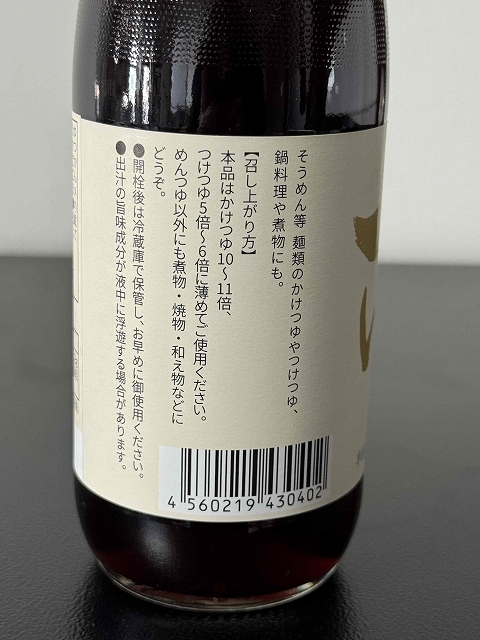 そうめん等 麺類のかけつゆやつけつゆ、
鍋料理や煮物にも。
【召し上がり方】
本品はかけつゆ10〜11倍、
つけつゆ5倍〜6倍に薄めてご使用ください。
めんつゆ以外にも煮物・焼物・和え物などに
どうぞ。
●開栓後は冷蔵庫で保管し、お早めに御使用ください。
●出汁の旨味成分が液中に浮遊する場合があります。
4 560219 430402